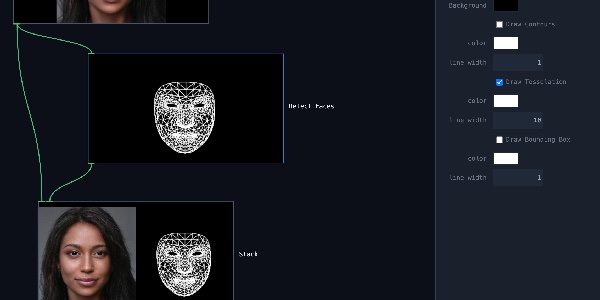 Background
Draw Contours
color
line width 1
Detect Faces
Draw Tesselation
color
line width 10
Draw Bounding Box
color
line width 1
Stack